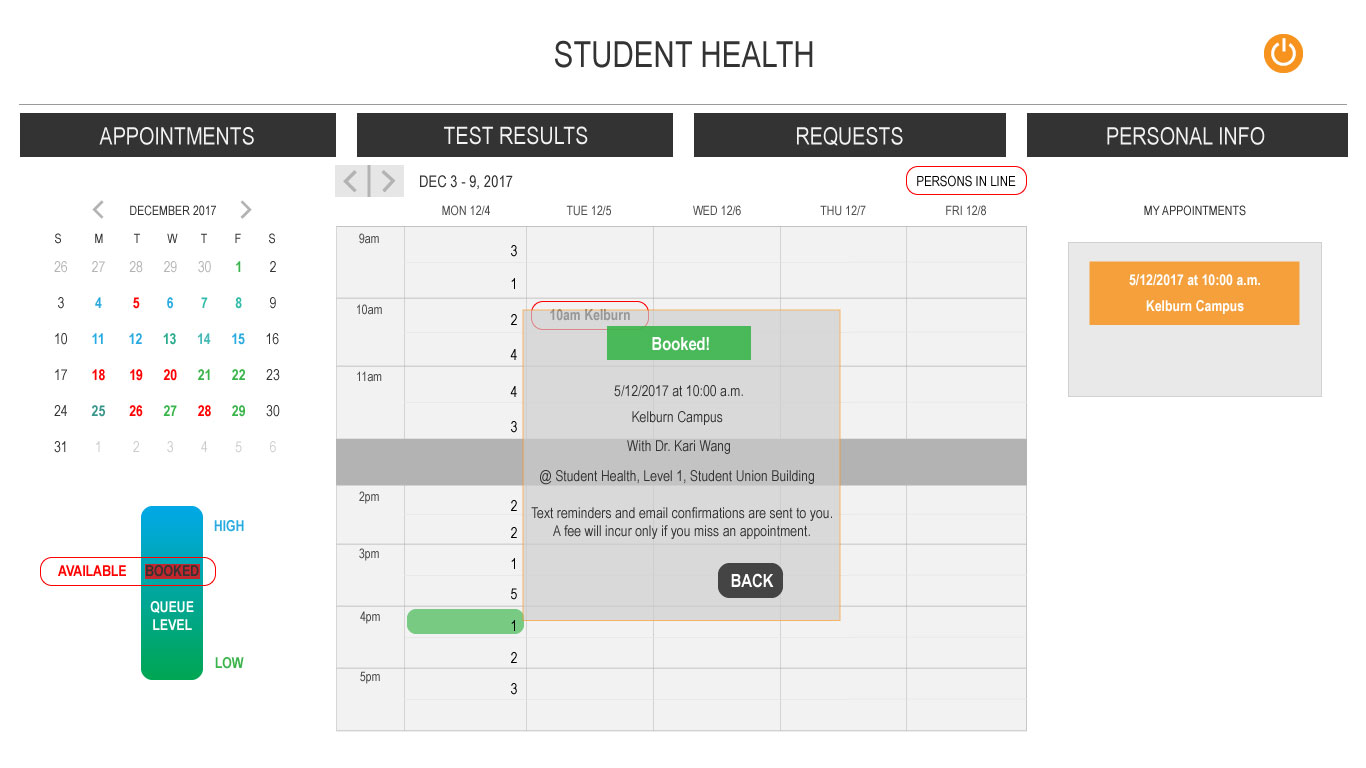 STUDENT HEALTH
APPOINTMENTS
TEST RESULTS
REQUESTS
PERSONAL INFO
DEC 3 - 9, 2017
PERSONS IN LINE
DECEMBER 2017
S M T W T F S
26 27 28 29 30 1 2
3 4 5 6 7 8 9
10 11 12 13 14 15 16
17 18 19 20 21 22 23
24 25 26 27 28 29 30
31 1 2 3 4 5 6
HIGH
AVAILABLE BOOKED
QUEUE
LEVEL
LOW
MON 12/4 TUE 12/5 WED 12/6 THU 12/7 FRI 12/8
9am
3
1
10am
2
4
11am
4
3
2pm
2
2
3pm
1
5
4pm
1
2
5pm
3
10am Kelburn
Booked!
5/12/2017 at 10:00 a.m.
Kelburn Campus
With Dr. Kari Wang
@ Student Health, Level 1, Student Union Building
Text reminders and email confirmations are sent to you.
A fee will incur only if you miss an appointment.
BACK
MY APPOINTMENTS
5/12/2017 at 10:00 a.m.
Kelburn Campus